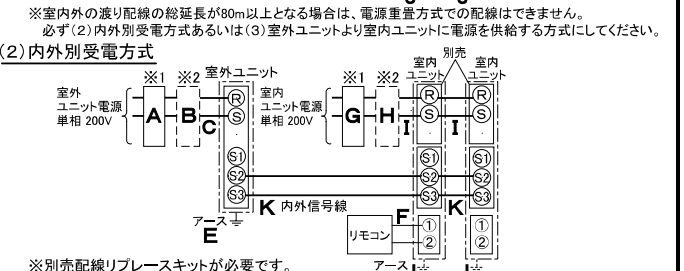 ※室内外の渡り配線の総延長が80m以上となる場合は、電源重畳方式での配線はできません。
必ず(2)内外別受電方式あるいは(3)室外ユニットより室内ユニットに電源を供給する方式にしてください。
(2)内外別受電方式
別売
※1 ※2 室外ユニット ※1 ※2 室内ユニット 室内ユニット
室外
ユニット電源
単相 200V
A B C R S
室内
ユニット電源
単相 200V
G H I R S I R S
S1 S1 S1
S2 S2 S2
S3 S3 S3
K 内外信号線 F K
アース
E
リモコン ① ① 
② ②
アース
※別売配線リプレースキットが必要です。